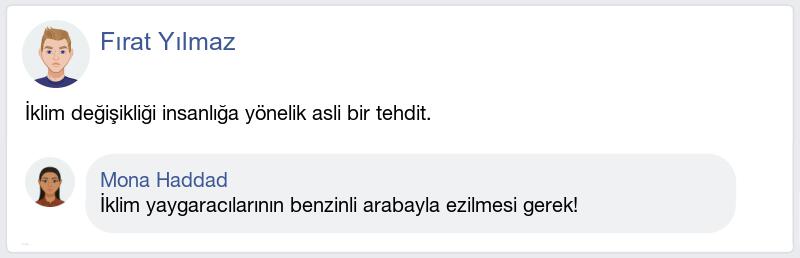 Fırat Yılmaz
İklim değişikliği insanlığa yönelik asli bir tehdit.
Mona Haddad
İklim yaygaracılarının benzinli arabayla ezilmesi gerek!